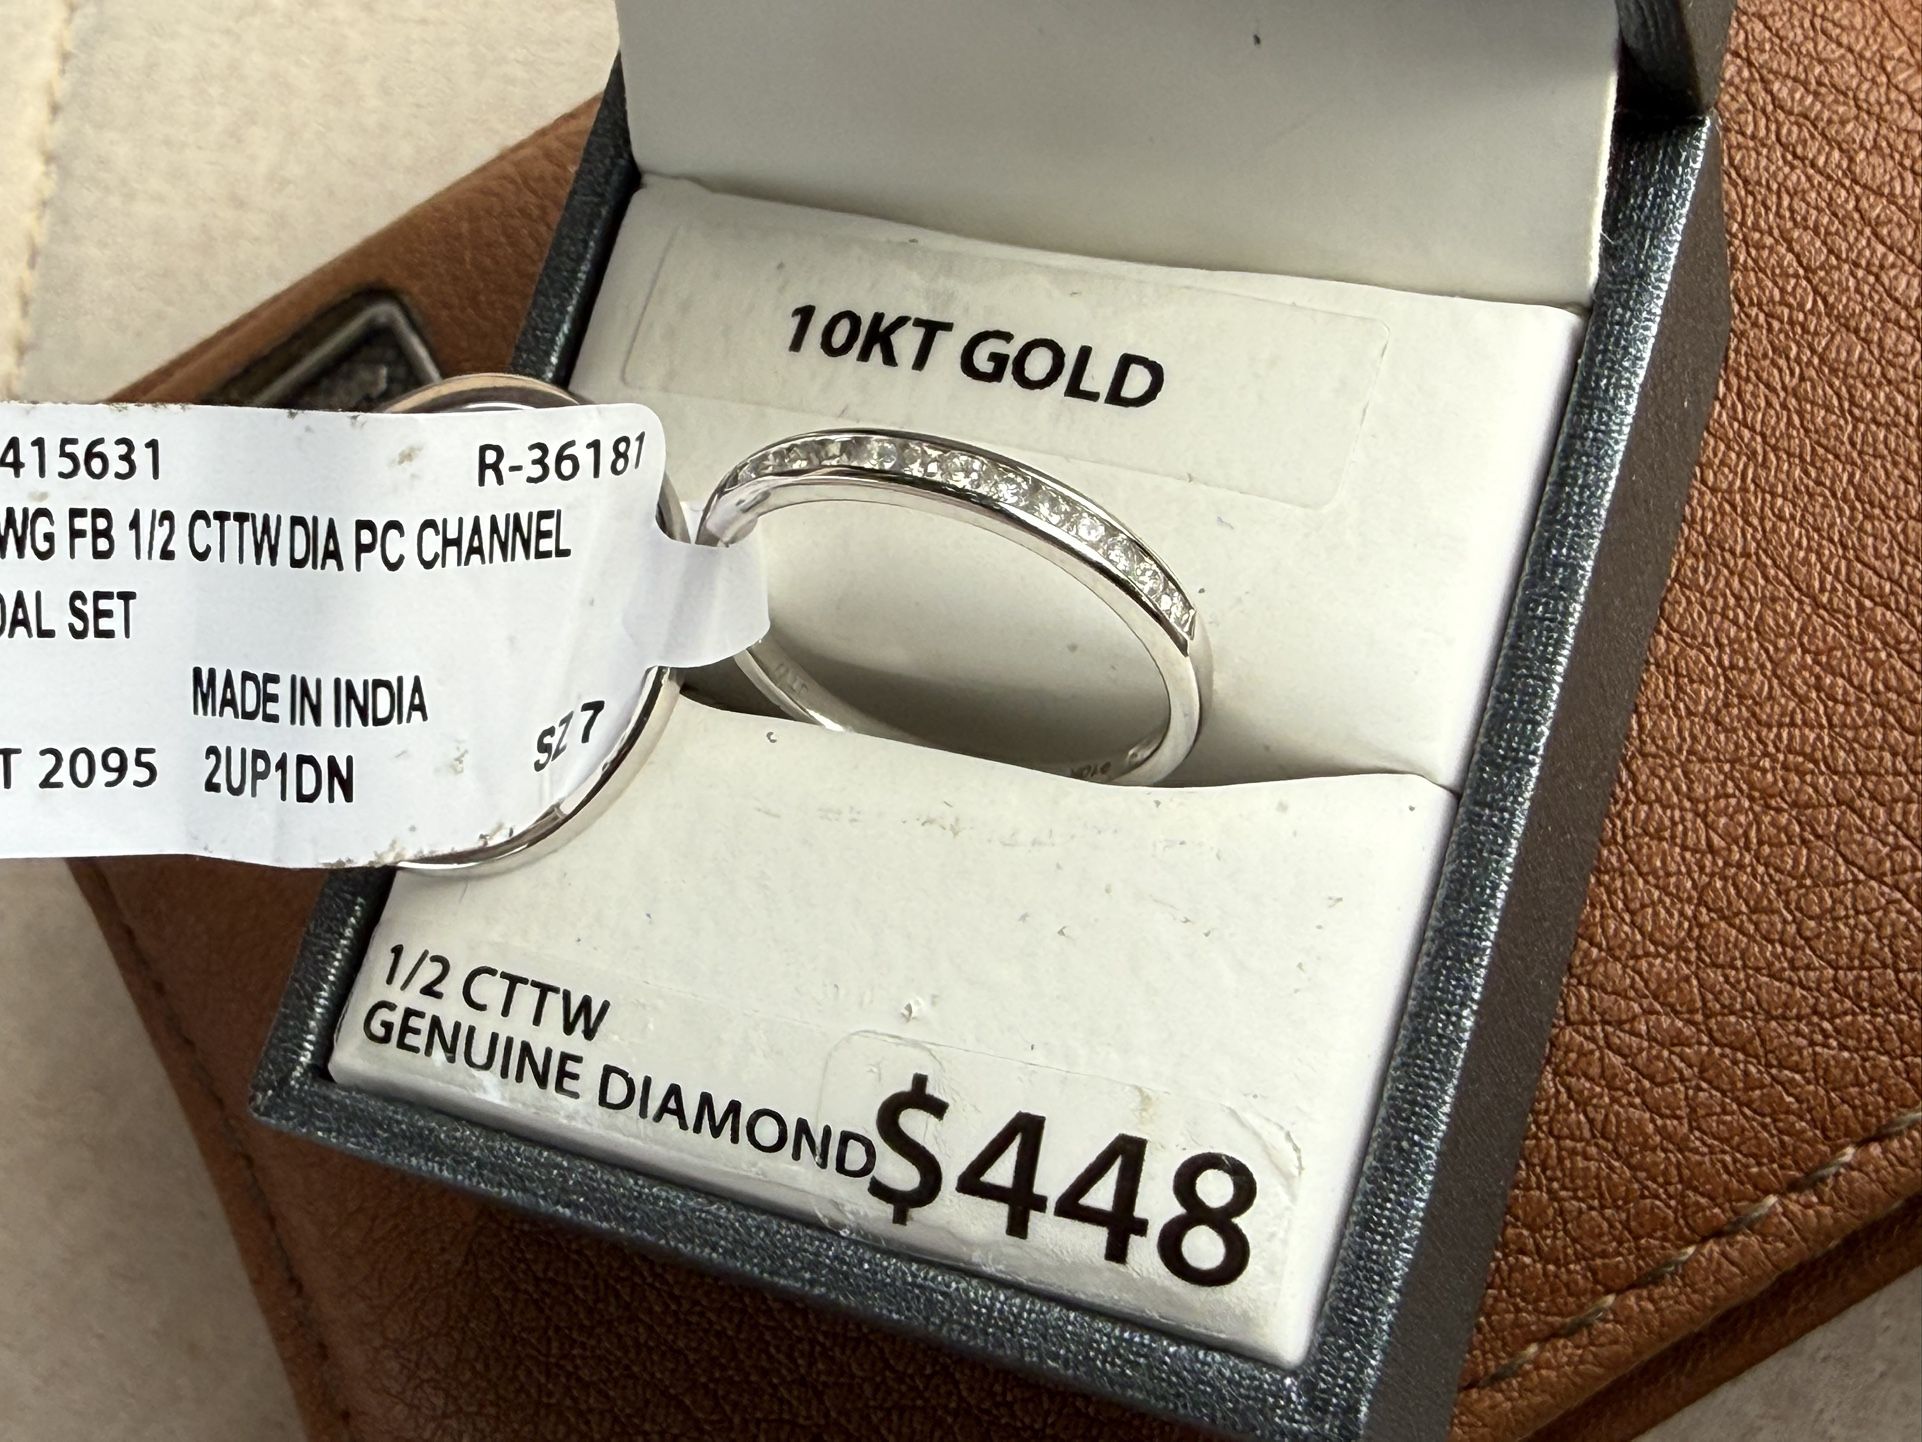 10KT GOLD
415631 R-36181
WG FB 1/2 CTTW DIA PC CHANNEL
DAL SET
MADE IN INDIA
SZ 7
T 2095 2UP1DN
1/2 CTTW
GENUINE DIAMOND
$448